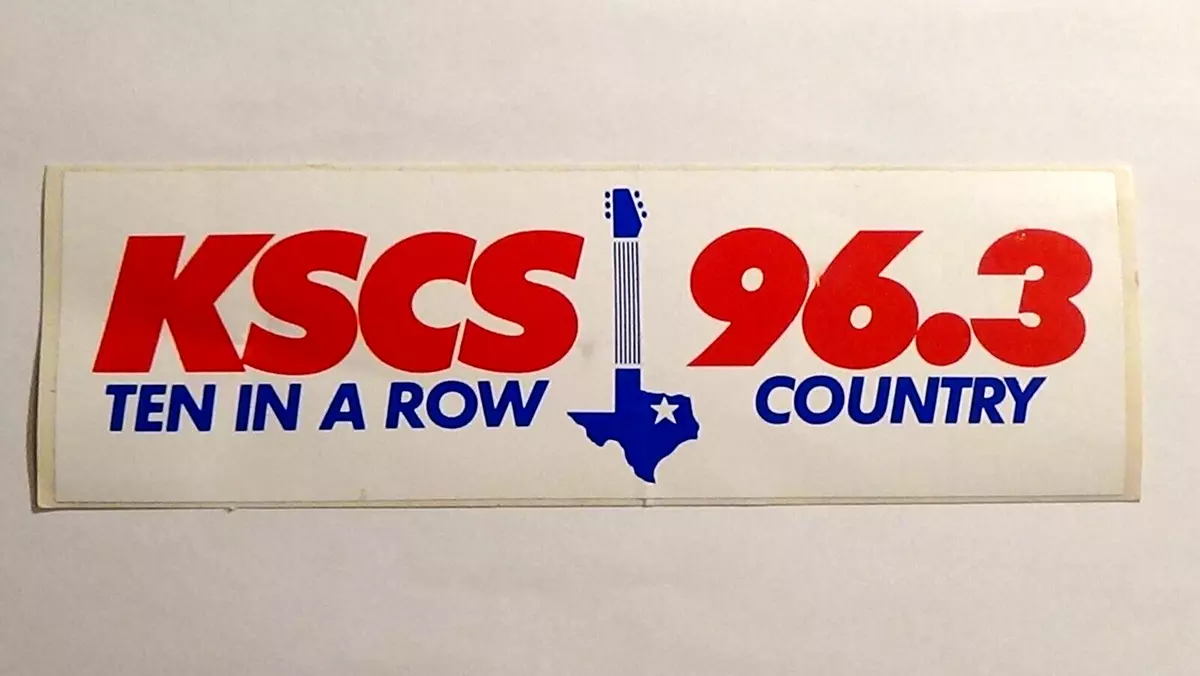 KSCS 96.3
TEN IN A ROW COUNTRY